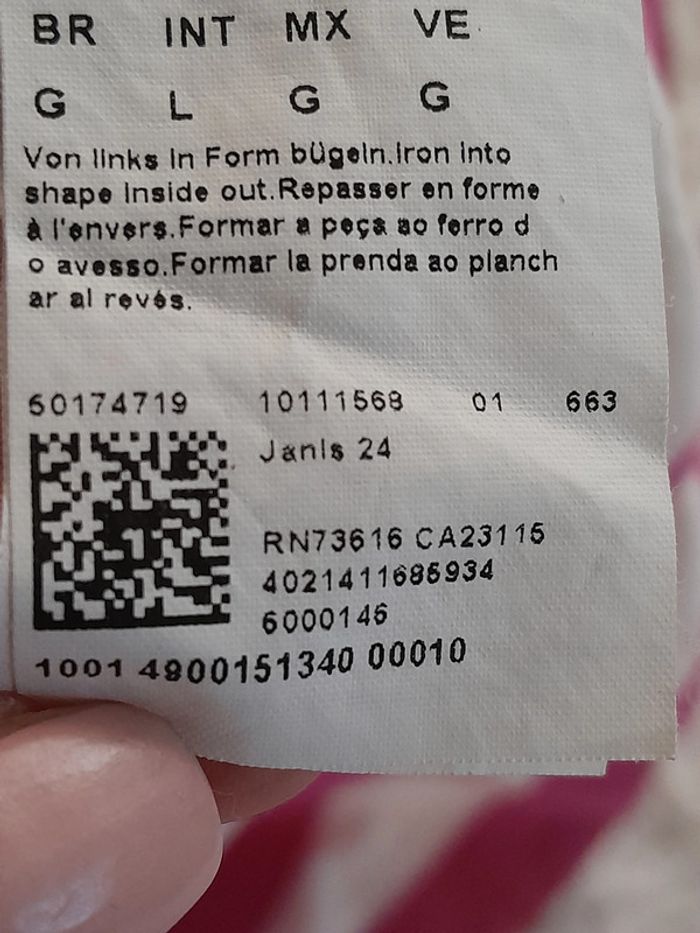 BR INT MX VE
G L G G
Von links in Form bügeln.Iron into
shape inside out.Repasser en forme
à l'envers.Formar a peça ao ferro d
o avesso.Formar la prenda ao planch
ar al revés.
50174719 10111568 01 663
Janis 24
RN73616 CA23115
4021411685934
6000146
1001 4900151340 00010